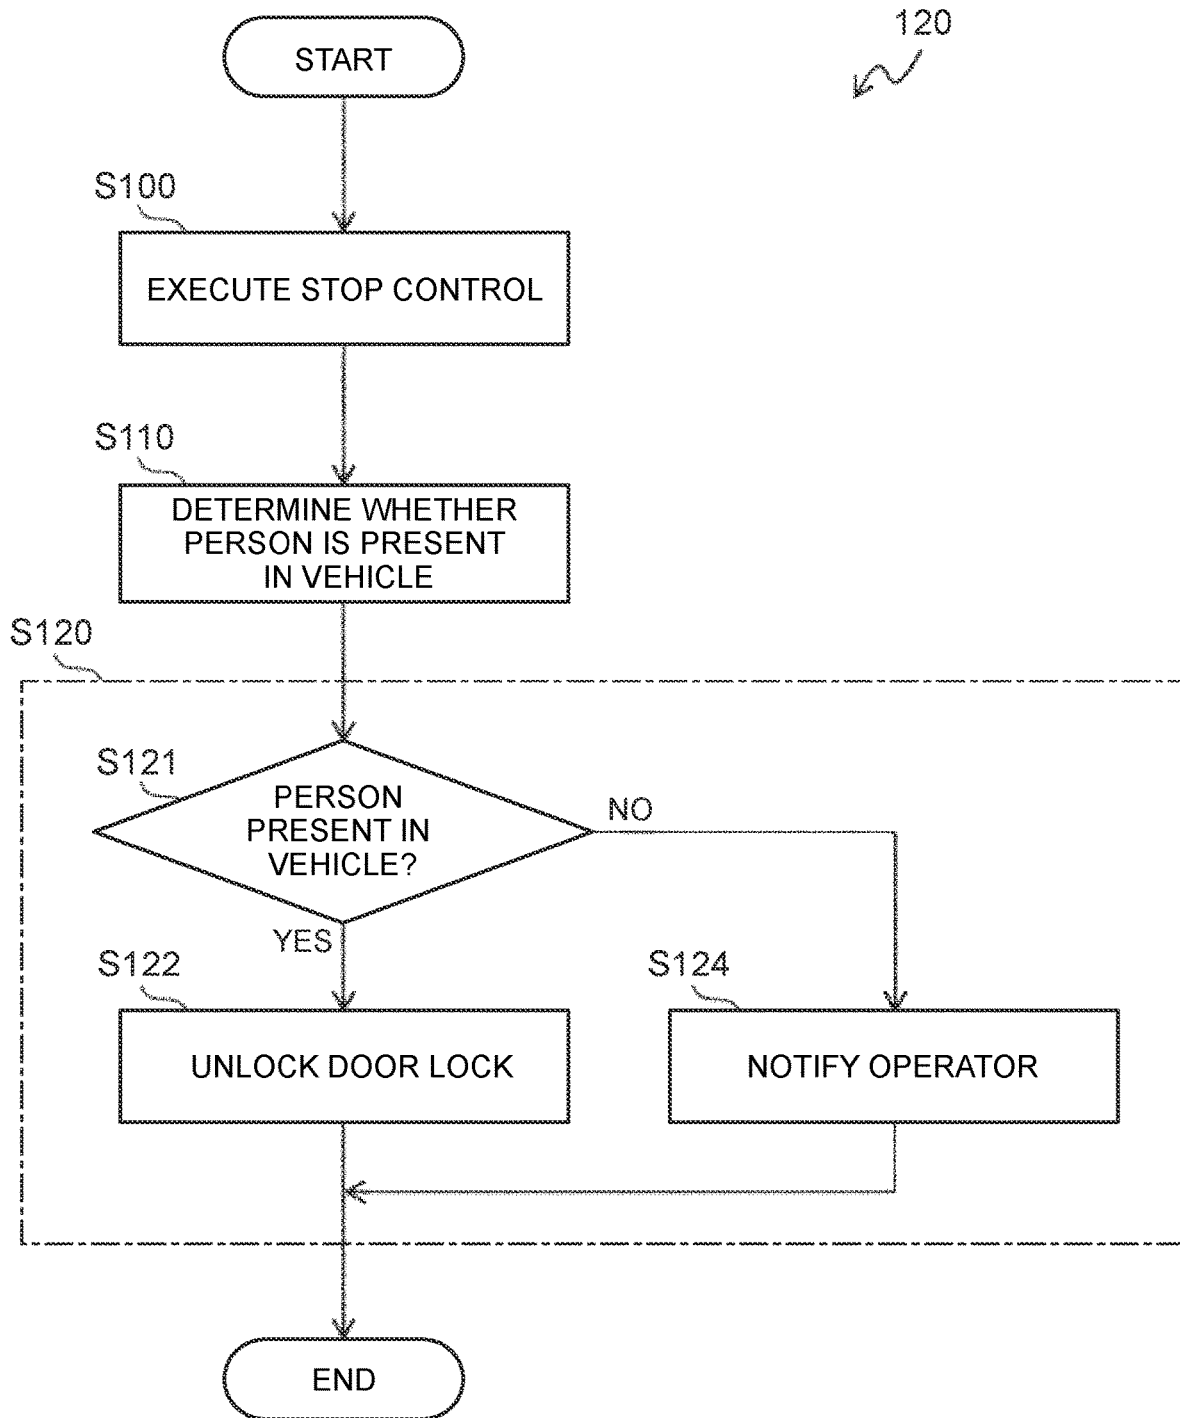 START
120
S100
EXECUTE STOP CONTROL
S110
DETERMINE WHETHER
PERSON IS PRESENT
IN VEHICLE
S120
S121
PERSON
PRESENT IN
VEHICLE?
NO
YES
S122
UNLOCK DOOR LOCK
S124
NOTIFY OPERATOR
END